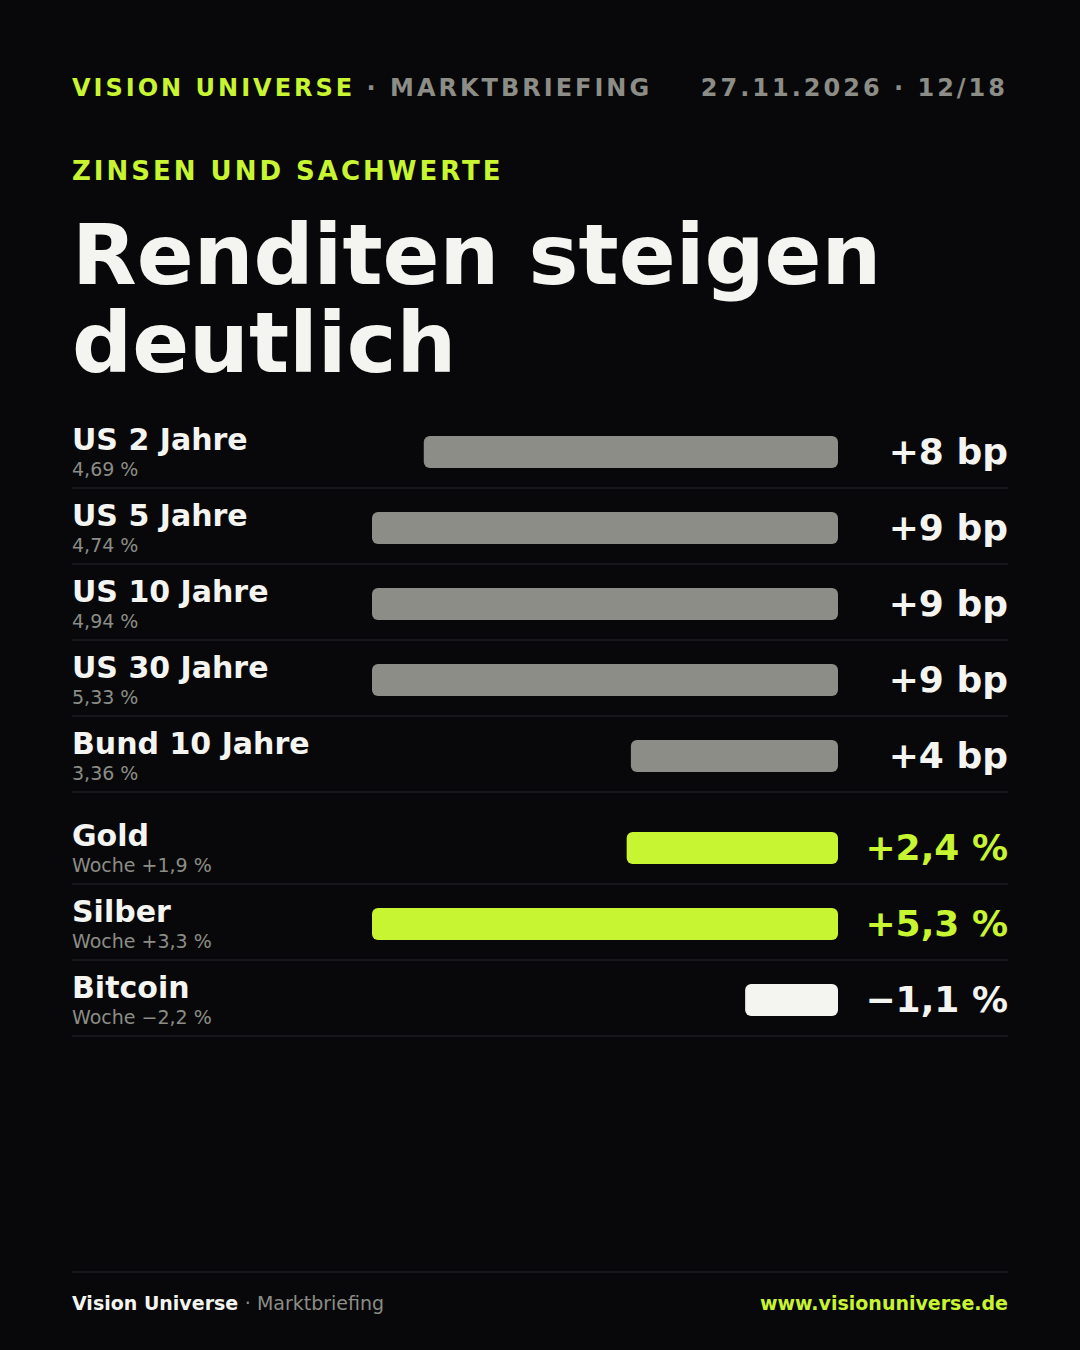 VISION UNIVERSE · MARKTBRIEFING 27.11.2026 · 12/18
ZINSEN UND SACHWERTE
Renditen steigen
deutlich
US 2 Jahre
4,69 %
+8 bp
US 5 Jahre
4,74 %
+9 bp
US 10 Jahre
4,94 %
+9 bp
US 30 Jahre
5,33 %
+9 bp
Bund 10 Jahre
3,36 %
+4 bp
Gold
Woche +1,9 %
+2,4 %
Silber
Woche +3,3 %
+5,3 %
Bitcoin
Woche −2,2 %
−1,1 %
Vision Universe · Marktbriefing
www.visionuniverse.de